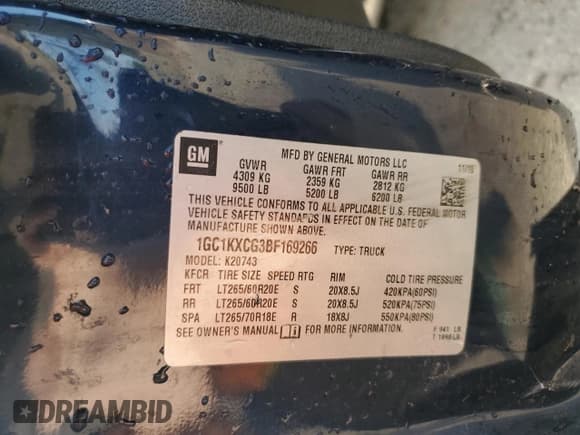 GM
MFD BY GENERAL MOTORS LLC
GVWR GAWR FRT GAWR RR
4309 KG 2359 KG 2812 KG
9500 LB 5200 LB 6200 LB
THIS VEHICLE CONFORMS TO ALL APPLICABLE U.S. FEDERAL MOTOR
VEHICLE SAFETY STANDARDS IN EFFECT ON THE DATE OF
MANUFACTURE SHOWN ABOVE.
1GC1KXCG3BF169266 TYPE: TRUCK
MODEL: K20743
KFCR TIRE SIZE SPEED RTG RIM COLD TIRE PRESSURE
FRT LT265/60R20E S 20X8.5J 420KPA(60PSI)
RR LT265/60R20E S 20X8.5J 520KPA(75PSI)
SPA LT265/70R18E R 18X8J 550KPA(80PSI)
SEE OWNER'S MANUAL FOR MORE INFORMATION.
DREAMBID